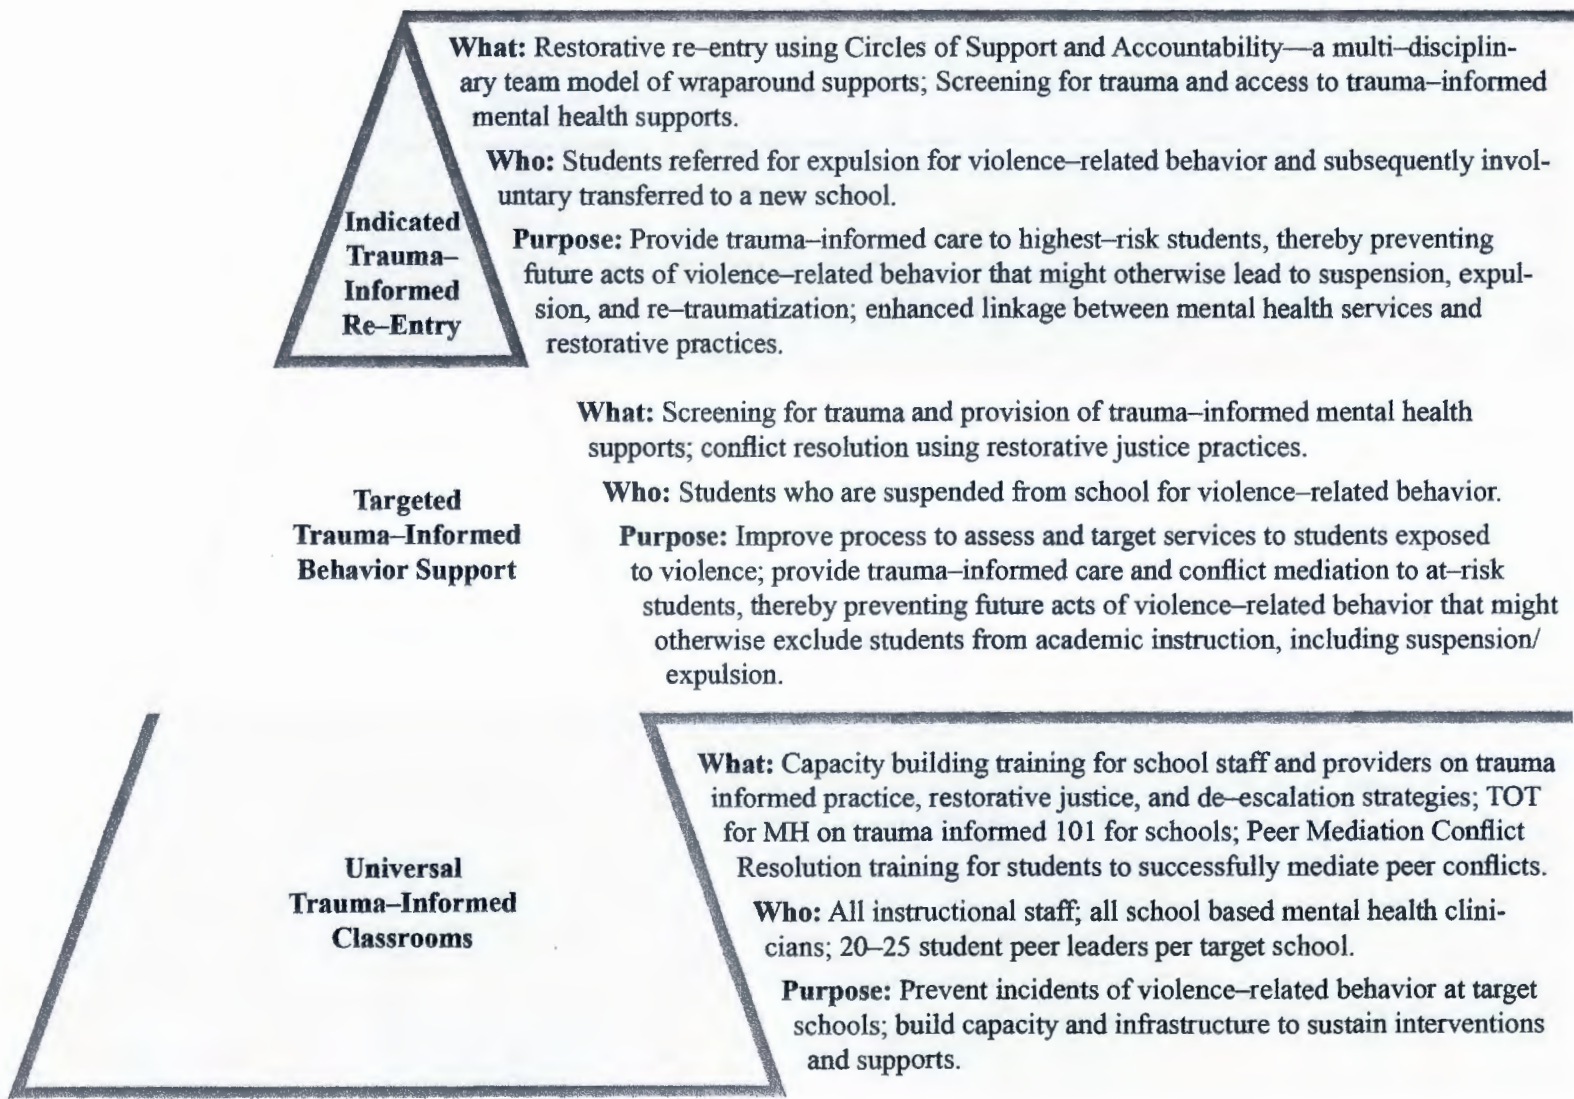 What: Restorative re–entry using Circles of Support and Accountability—a multi–disciplin-
ary team model of wraparound supports; Screening for trauma and access to trauma–informed
mental health supports.
Who: Students referred for expulsion for violence–related behavior and subsequently invol-
untary transferred to a new school.
Indicated
Trauma–
Informed
Re–Entry
Purpose: Provide trauma–informed care to highest–risk students, thereby preventing
future acts of violence–related behavior that might otherwise lead to suspension, expul-
sion, and re–traumatization; enhanced linkage between mental health services and
restorative practices.
What: Screening for trauma and provision of trauma–informed mental health
supports; conflict resolution using restorative justice practices.
Who: Students who are suspended from school for violence–related behavior.
Targeted
Trauma–Informed
Behavior Support
Purpose: Improve process to assess and target services to students exposed
to violence; provide trauma–informed care and conflict mediation to at–risk
students, thereby preventing future acts of violence–related behavior that might
otherwise exclude students from academic instruction, including suspension/
expulsion.
What: Capacity building training for school staff and providers on trauma
informed practice, restorative justice, and de–escalation strategies; TOT
for MH on trauma informed 101 for schools; Peer Mediation Conflict
Resolution training for students to successfully mediate peer conflicts.
Universal
Trauma–Informed
Classrooms
Who: All instructional staff; all school based mental health clini-
cians; 20–25 student peer leaders per target school.
Purpose: Prevent incidents of violence–related behavior at target
schools; build capacity and infrastructure to sustain interventions
and supports.